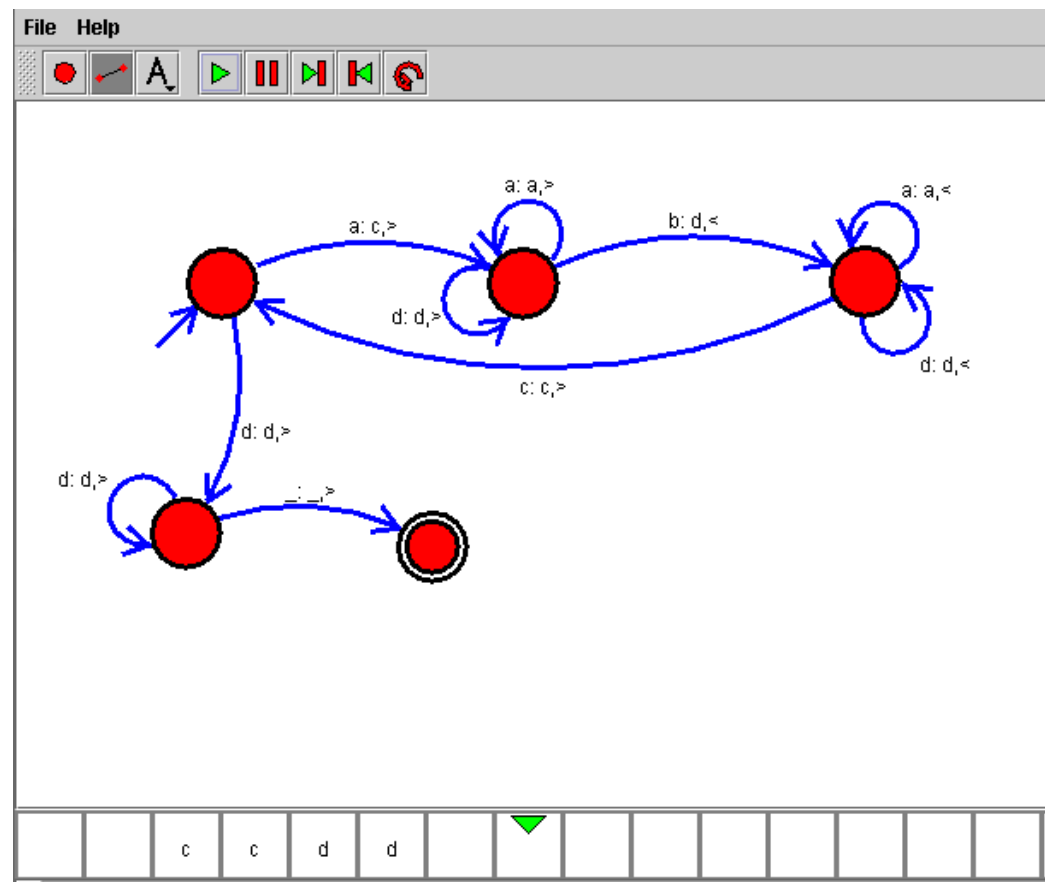 File Help
A
a: a,>
a: a,<
a: c,>
b: d,<
d: d,>
d: d,<
c: c,>
d: d,>
d: d,>
_: _,>
c c d d